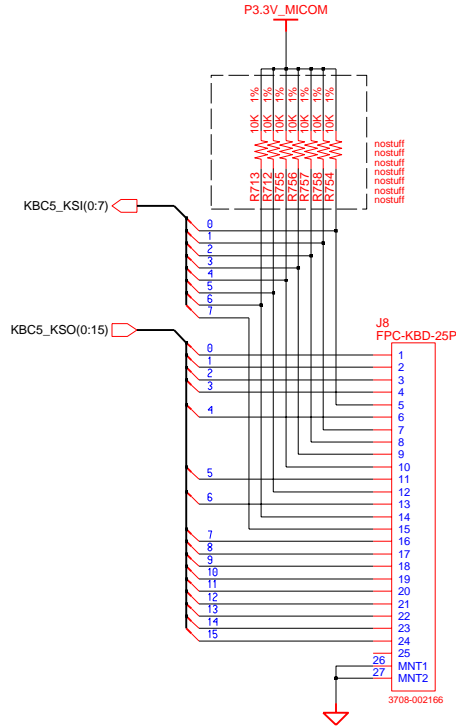 P3.3V_MICOM
10K 1%
10K 1%
10K 1%
10K 1%
10K 1%
10K 1%
10K 1%
R713
R712
R755
R756
R757
R758
R754
nostuff
nostuff
nostuff
nostuff
nostuff
nostuff
nostuff
KBC5_KSI(0:7)
0
1
2
3
4
5
6
7
KBC5_KSO(0:15)
0
1
2
3
4
5
6
7
8
9
10
11
12
13
14
15
J8
FPC-KBD-25P
1
2
3
4
5
6
7
8
9
10
11
12
13
14
15
16
17
18
19
20
21
22
23
24
25
26 MNT1
27 MNT2
3708-002166